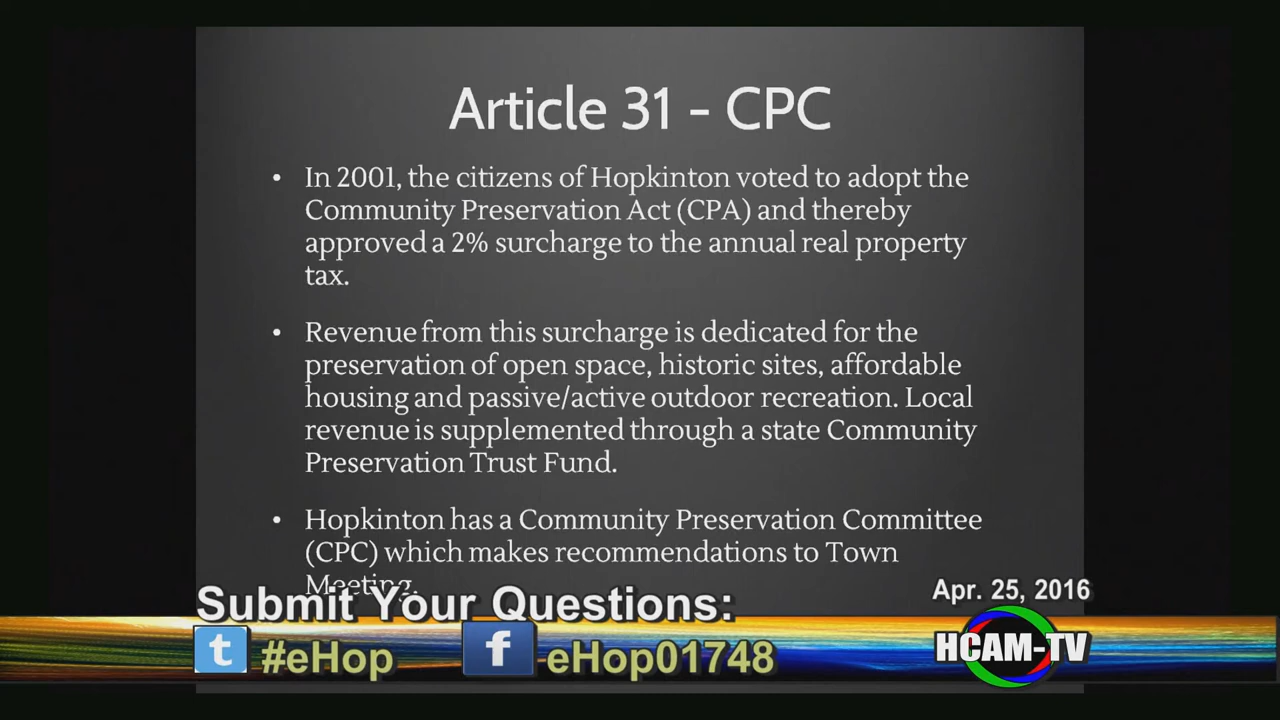 Article 31 - CPC
• In 2001, the citizens of Hopkinton voted to adopt the
Community Preservation Act (CPA) and thereby
approved a 2% surcharge to the annual real property
tax.
• Revenue from this surcharge is dedicated for the
preservation of open space, historic sites, affordable
housing and passive/active outdoor recreation. Local
revenue is supplemented through a state Community
Preservation Trust Fund.
• Hopkinton has a Community Preservation Committee
(CPC) which makes recommendations to Town
Meeting.
Submit Your Questions:
Apr. 25, 2016
t #eHop
f eHop01748
HCAM-TV